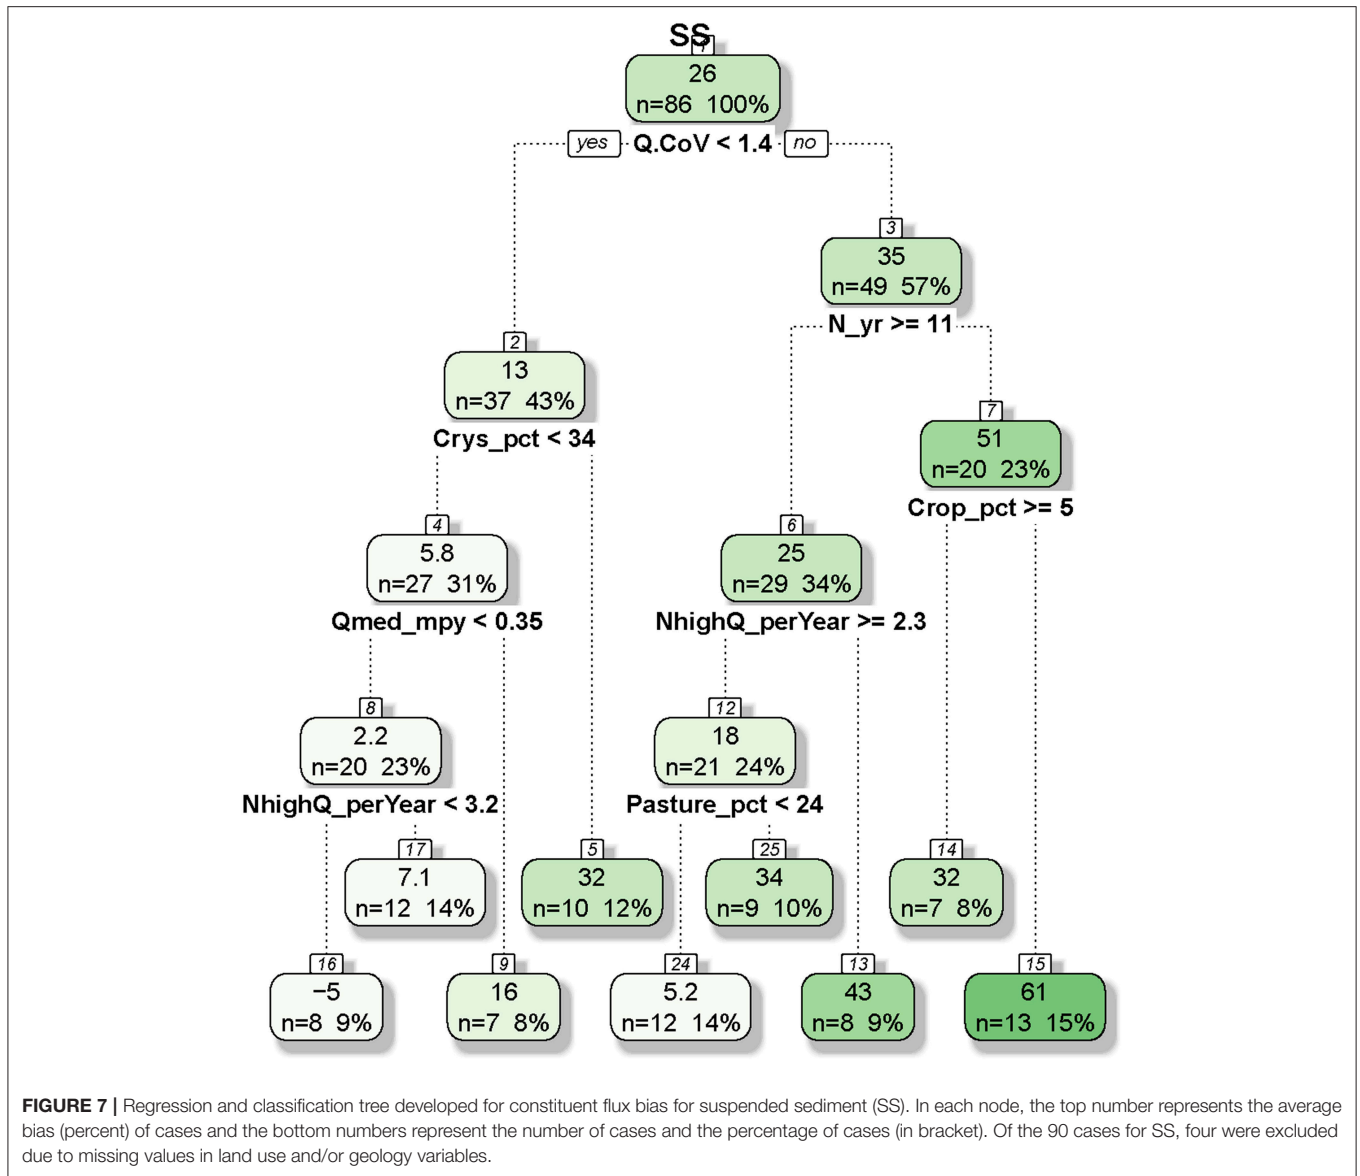 SS
1
26
n=86 100%
yes Q.CoV < 1.4 no
3
35
n=49 57%
N_yr >= 11
2
13
n=37 43%
Crys_pct < 34
7
51
n=20 23%
Crop_pct >= 5
4
5.8
n=27 31%
Qmed_mpy < 0.35
6
25
n=29 34%
NhighQ_perYear >= 2.3
8
2.2
n=20 23%
NhighQ_perYear < 3.2
12
18
n=21 24%
Pasture_pct < 24
17
7.1
n=12 14%
5
32
n=10 12%
25
34
n=9 10%
14
32
n=7 8%
16
−5
n=8 9%
9
16
n=7 8%
24
5.2
n=12 14%
13
43
n=8 9%
15
61
n=13 15%
FIGURE 7 | Regression and classification tree developed for constituent flux bias for suspended sediment (SS). In each node, the top number represents the average
bias (percent) of cases and the bottom numbers represent the number of cases and the percentage of cases (in bracket). Of the 90 cases for SS, four were excluded
due to missing values in land use and/or geology variables.